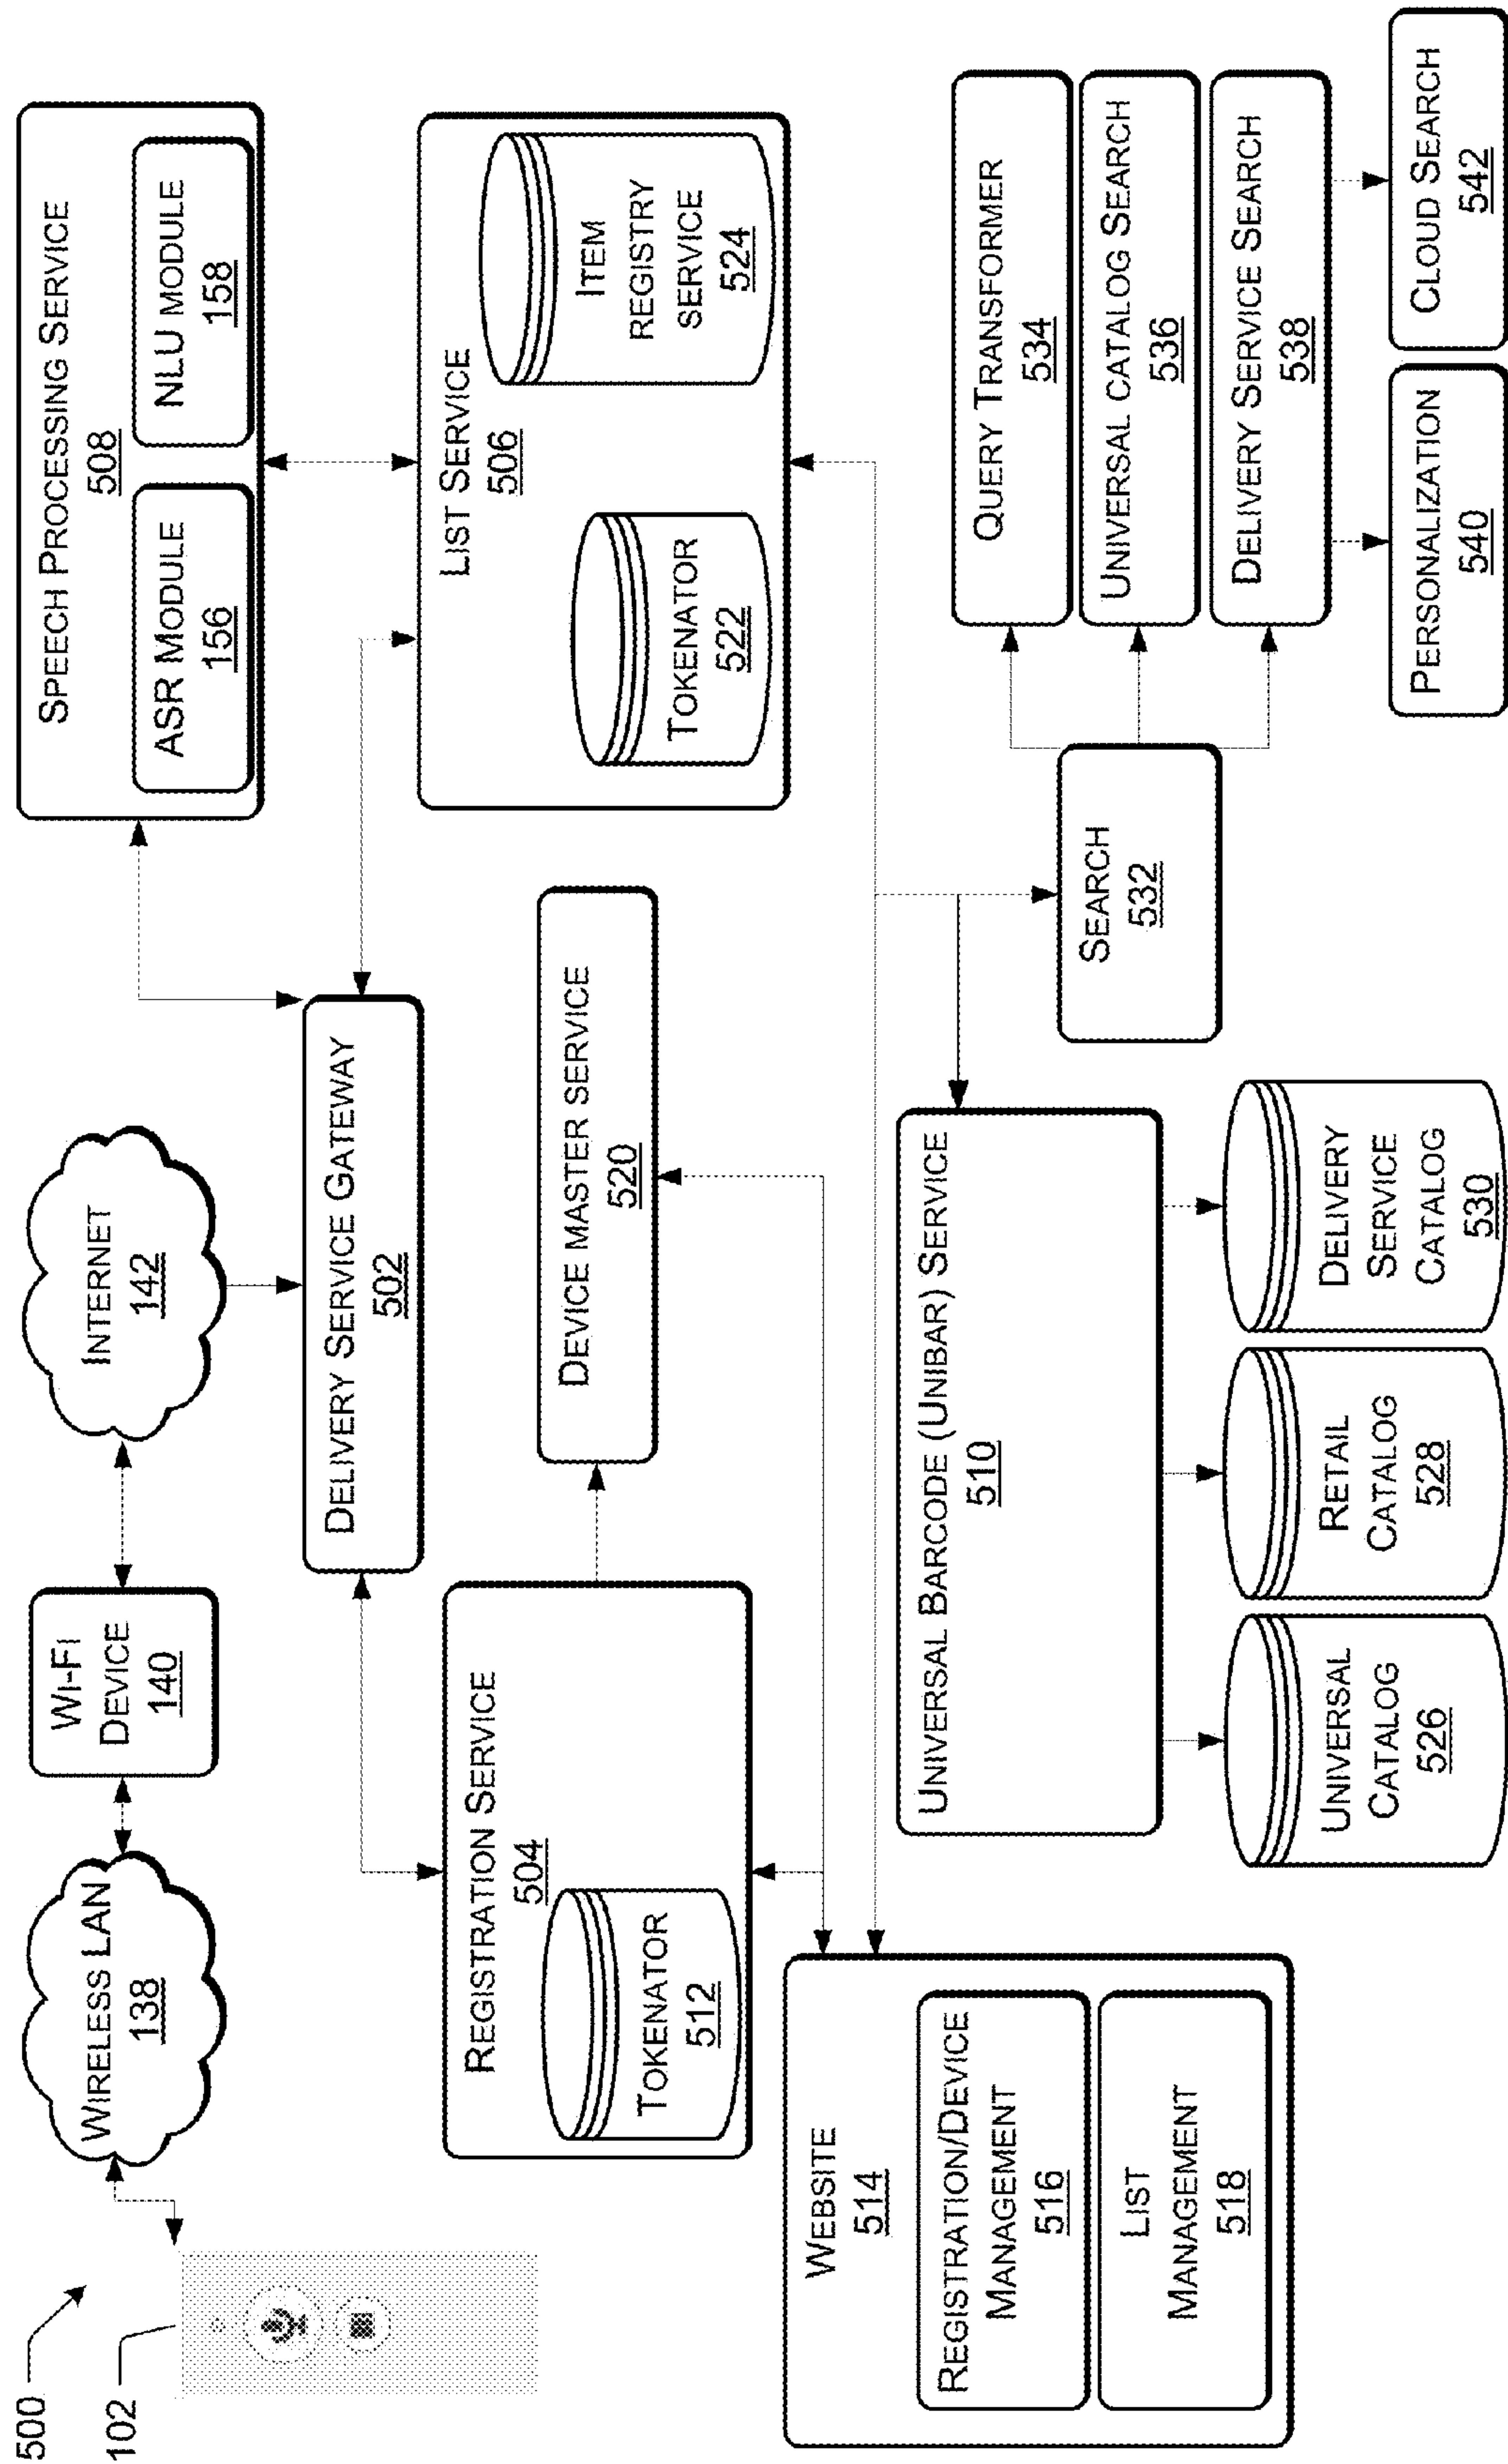 500
102
WIRELESS LAN
138
WI-FI
DEVICE
140
INTERNET
142
SPEECH PROCESSING SERVICE
508
ASR MODULE
156
NLU MODULE
158
DELIVERY SERVICE GATEWAY
502
REGISTRATION SERVICE
504
TOKENATOR
512
DEVICE MASTER SERVICE
520
LIST SERVICE
506
TOKENATOR
522
ITEM
REGISTRY
SERVICE
524
WEBSITE
514
REGISTRATION/DEVICE
MANAGEMENT
516
LIST
MANAGEMENT
518
UNIVERSAL BARCODE (UNIBAR) SERVICE
510
UNIVERSAL
CATALOG
526
RETAIL
CATALOG
528
DELIVERY
SERVICE
CATALOG
530
SEARCH
532
QUERY TRANSFORMER
534
UNIVERSAL CATALOG SEARCH
536
DELIVERY SERVICE SEARCH
538
PERSONALIZATION
540
CLOUD SEARCH
542